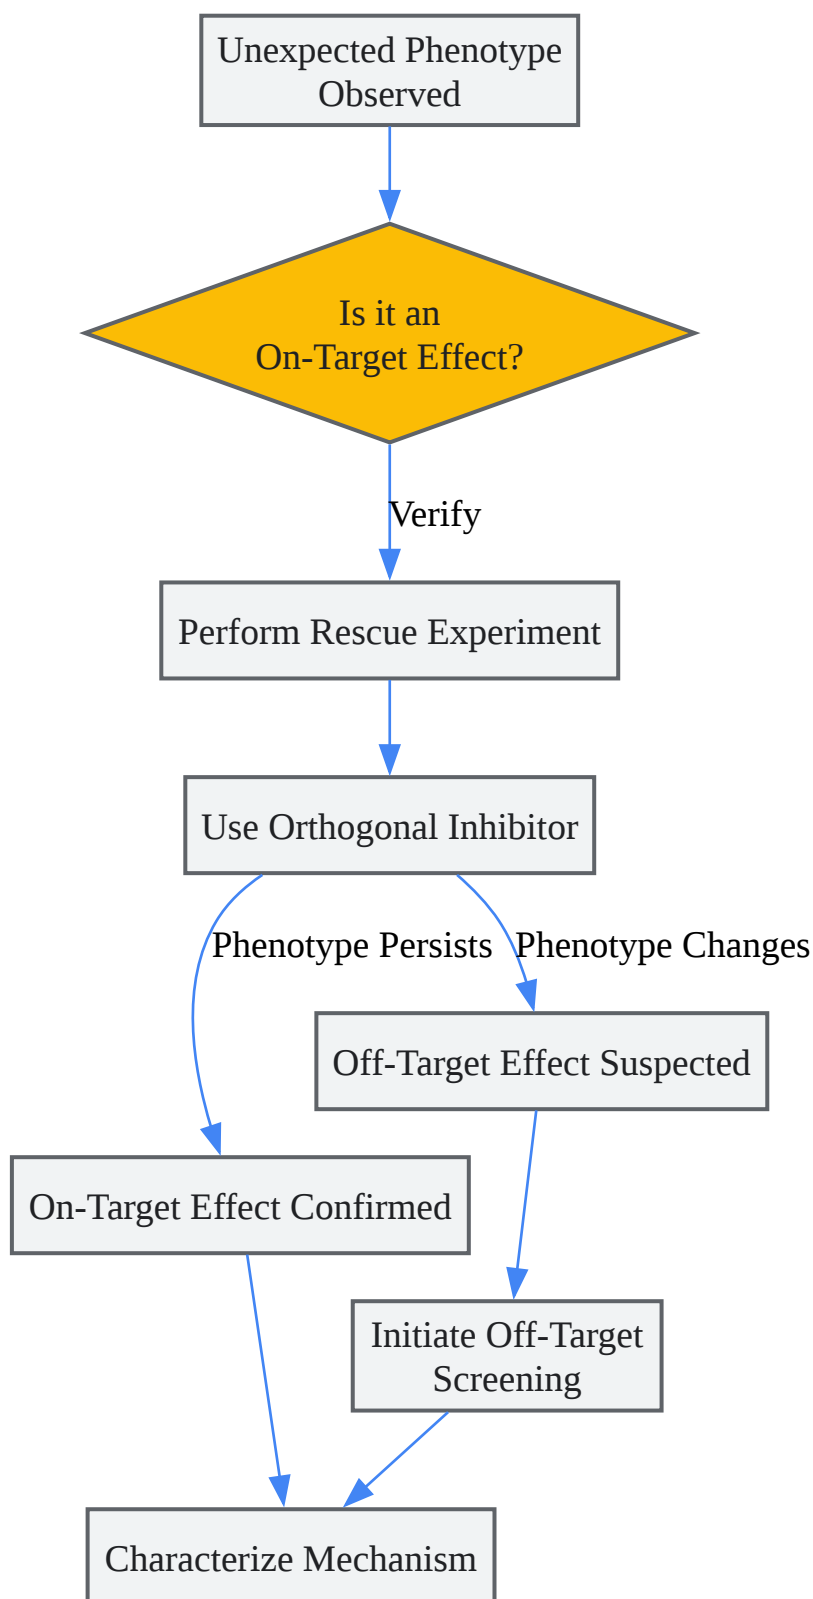 Unexpected Phenotype
Observed
Is it an
On-Target Effect?
Verify
Perform Rescue Experiment
Use Orthogonal Inhibitor
Phenotype Persists
Phenotype Changes
Off-Target Effect Suspected
On-Target Effect Confirmed
Initiate Off-Target
Screening
Characterize Mechanism